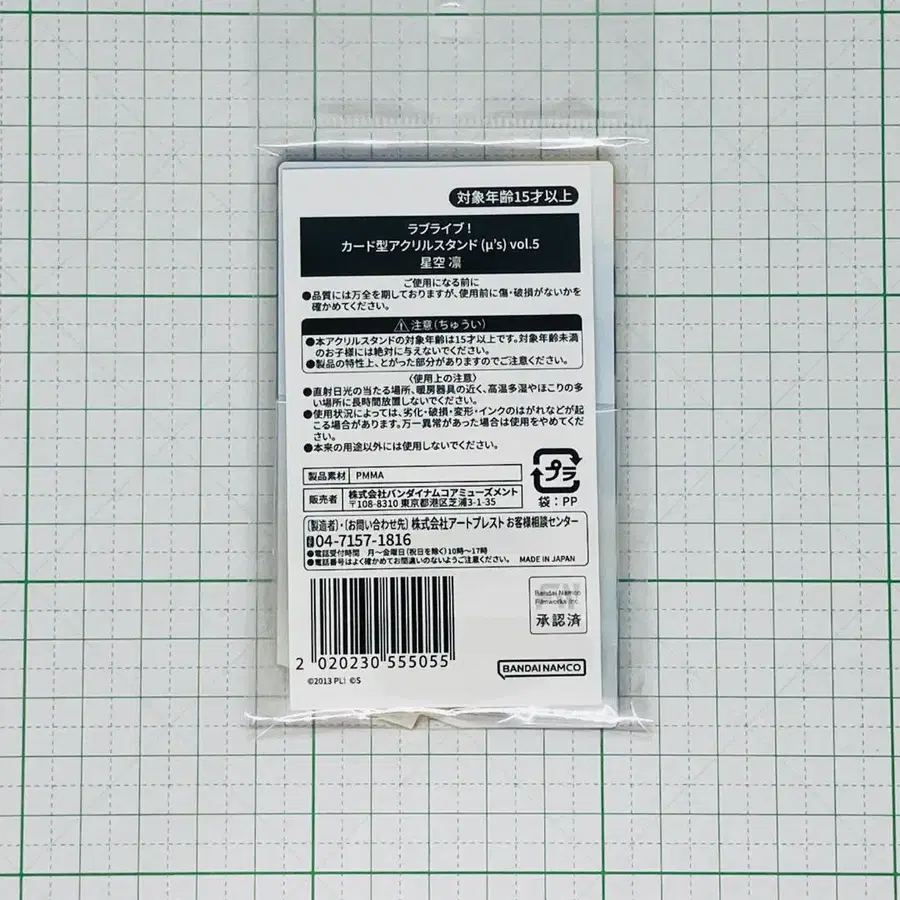 対象年齢15才以上
ラブライブ！
カード型アクリルスタンド(μ's) vol.5
星空 凛
ご使用になる前に
●品質には万全を期しておりますが、使用前に傷・破損がないかを
確かめてください。
⚠注意(ちゅうい)
●本アクリルスタンドの対象年齢は15才以上です。対象年齢未満
のお子様には絶対に与えないでください。
●製品の特性上、とがった部分がありますのでご注意ください。
〈使用上の注意〉
●直射日光の当たる場所、暖房器具の近く、高温多湿やほこりの多
い場所に長時間放置しないでください。
●使用状況によっては、劣化・破損・変形・インクのはがれなどが起
こる場合があります。万一異常があった場合は使用をやめてくだ
さい。
●本来の用途以外には使用しないでください。
製品素材 PMMA
販売者 株式会社バンダイナムコアミューズメント
〒108-8310 東京都港区芝浦3-1-35
プラ
袋：PP
〔製造者〕・〔お問い合わせ先〕株式会社アートプレスト お客様相談センター
04-7157-1816
●電話受付時間 月〜金曜日(祝日を除く)10時〜17時
●電話番号はよく確かめてお間違いのないようご注意ください。 MADE IN JAPAN
Bandai Namco
Filmworks Inc.
承認済
2 020230 555055
©2013 PL! ©S
BANDAI NAMCO